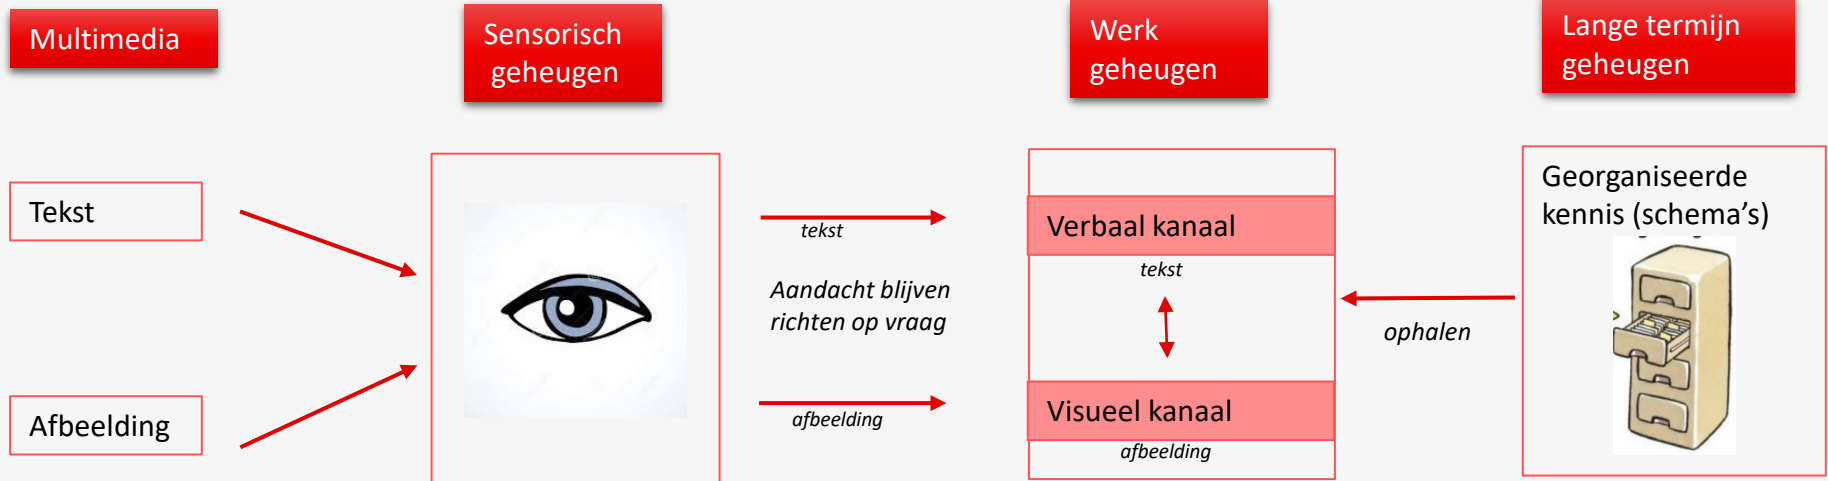 Multimedia
Sensorisch
geheugen
Werk
geheugen
Lange termijn
geheugen
Tekst
Afbeelding
tekst
Aandacht blijven
richten op vraag
afbeelding
Verbaal kanaal
tekst
Visueel kanaal
afbeelding
ophalen
Georganiseerde
kennis (schema's)